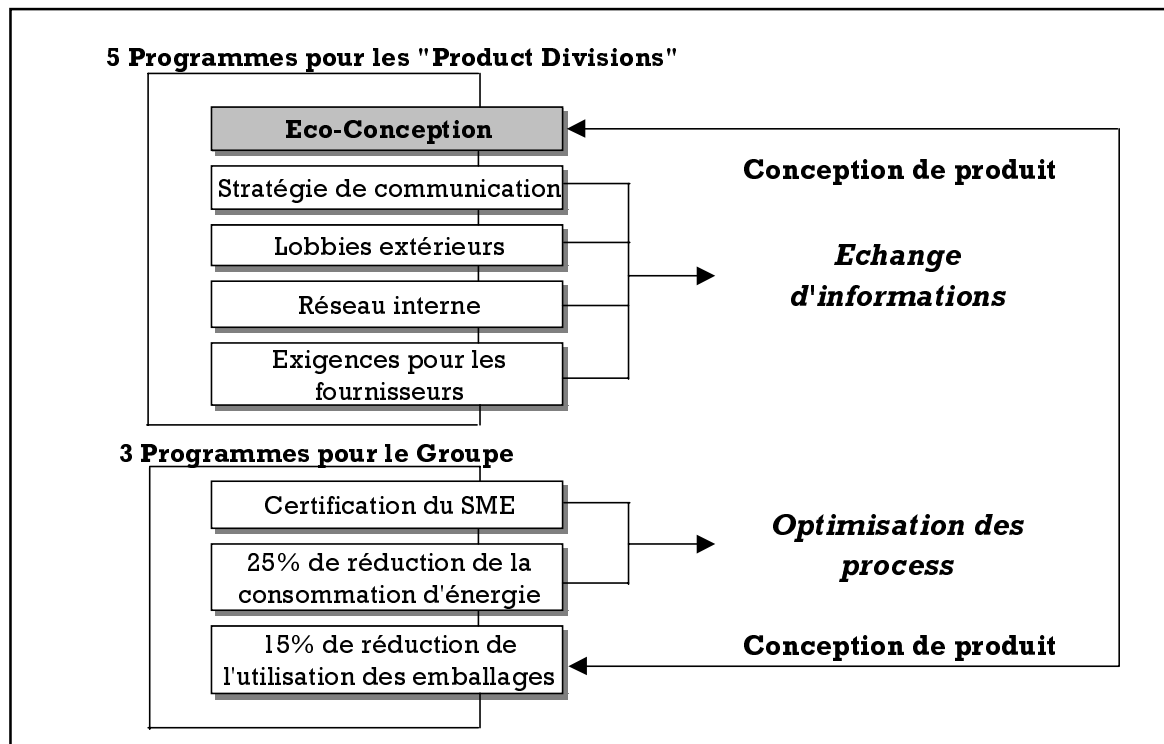 5 Programmes pour les "Product Divisions"
Eco-Conception
Conception de produit
Stratégie de communication
Lobbies extérieurs
Echange
d'informations
Réseau interne
Exigences pour les
fournisseurs
3 Programmes pour le Groupe
Certification du SME
Optimisation des
process
25% de réduction de la
consommation d'énergie
15% de réduction de
l'utilisation des emballages
Conception de produit